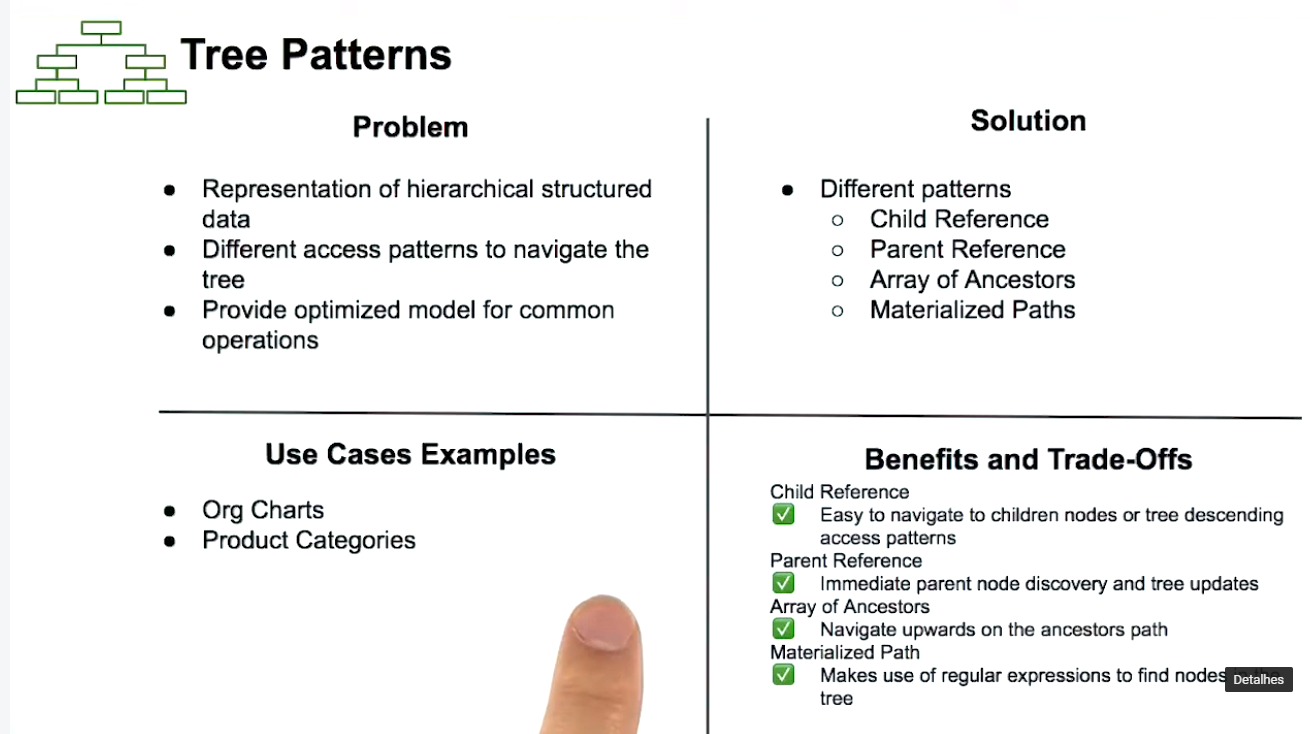 Tree Patterns
Problem
● Representation of hierarchical structured
data
● Different access patterns to navigate the
tree
● Provide optimized model for common
operations
Solution
● Different patterns
○ Child Reference
○ Parent Reference
○ Array of Ancestors
○ Materialized Paths
Use Cases Examples
● Org Charts
● Product Categories
Benefits and Trade-Offs
Child Reference
✅ Easy to navigate to children nodes or tree descending
access patterns
Parent Reference
✅ Immediate parent node discovery and tree updates
Array of Ancestors
✅ Navigate upwards on the ancestors path
Materialized Path
✅ Makes use of regular expressions to find nodes
tree
Detalhes